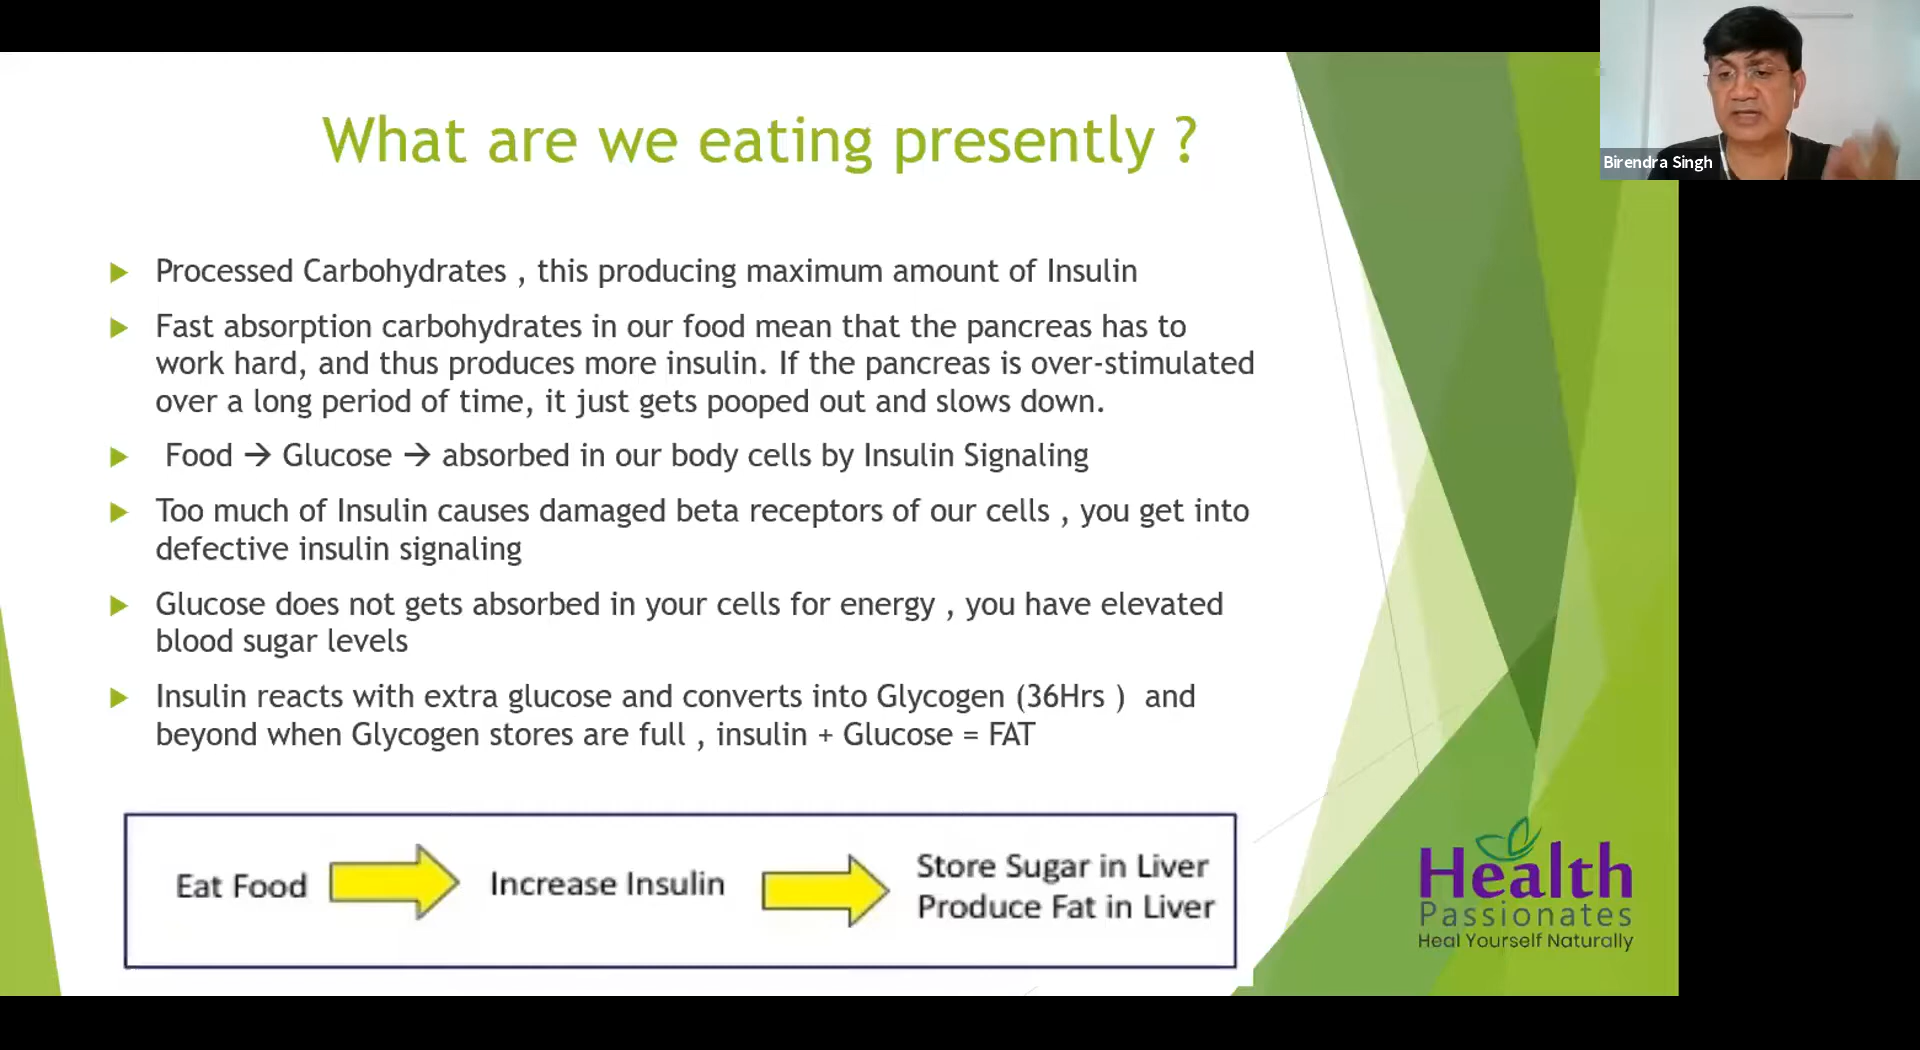 What are we eating presently ?
Birendra Singh
Processed Carbohydrates , this producing maximum amount of Insulin
Fast absorption carbohydrates in our food mean that the pancreas has to
work hard, and thus produces more insulin. If the pancreas is over-stimulated
over a long period of time, it just gets pooped out and slows down.
Food → Glucose → absorbed in our body cells by Insulin Signaling
Too much of Insulin causes damaged beta receptors of our cells , you get into
defective insulin signaling
Glucose does not gets absorbed in your cells for energy , you have elevated
blood sugar levels
Insulin reacts with extra glucose and converts into Glycogen (36Hrs ) and
beyond when Glycogen stores are full , insulin + Glucose = FAT
Eat Food
Increase Insulin
Store Sugar in Liver
Produce Fat in Liver
Health
Passionates
Heal Yourself Naturally